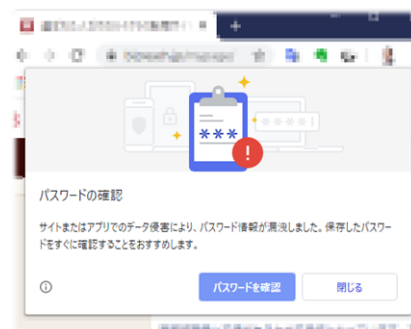 ***
パスワードの確認
サイトまたはアプリでのデータ侵害により、パスワード情報が漏洩しました。保存したパスワー
ドをすぐに確認することをおすすめします。
パスワードを確認 閉じる